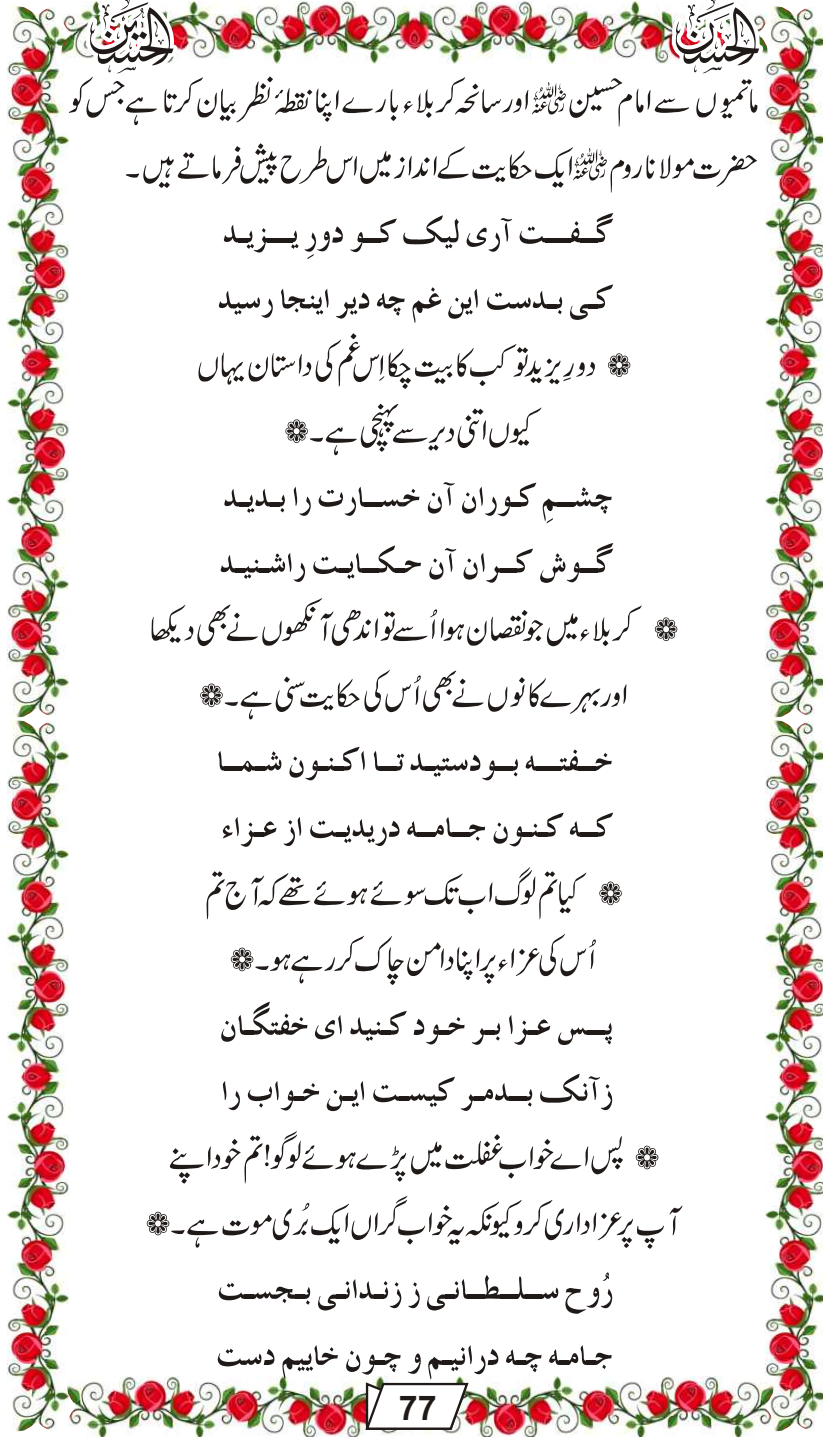 الحسین
الحسین
ماتمیوں سے امام حسین رضی اللہ عنہ اور سانحہ کربلاء بارے اپنا نقطۂ نظر بیان کرتا ہے جس کو
حضرت مولانا روم رضی اللہ عنہ ایک حکایت کے انداز میں اس طرح پیش فرماتے ہیں۔
گفت آری لیک کو دورِ یزید
کی بدست این غم چه دیر اینجا رسید
❁ دورِ یزید تو کب کا بیت چکا اِس غم کی داستان یہاں
کیوں اتنی دیر سے پہنچی ہے۔ ❁
چشمِ کوران آن خسارت را بدید
گوش کران آن حکایت راشنید
❁ کربلاء میں جو نقصان ہوا اُسے تو اندھی آنکھوں نے بھی دیکھا
اور بہرے کانوں نے بھی اُس کی حکایت سنی ہے۔ ❁
خفته بودستید تا اکنون شما
که کنون جامه دریدیت از عزاء
❁ کیا تم لوگ اب تک سوئے ہوئے تھے کہ آج تم
اُس کی عزاء پر اپنا دامن چاک کر رہے ہو۔ ❁
پس عزا بر خود کنید ای خفتگان
زآنک بدمر کیست این خواب را
❁ پس اے خواب غفلت میں پڑے ہوئے لوگو! تم خود اپنے
آپ پر عزاداری کرو کیونکہ یہ خواب گراں ایک بُری موت ہے۔ ❁
رُوح سلطانی ز زندانی بجست
جامه چه درانیم و چون خاییم دست
77